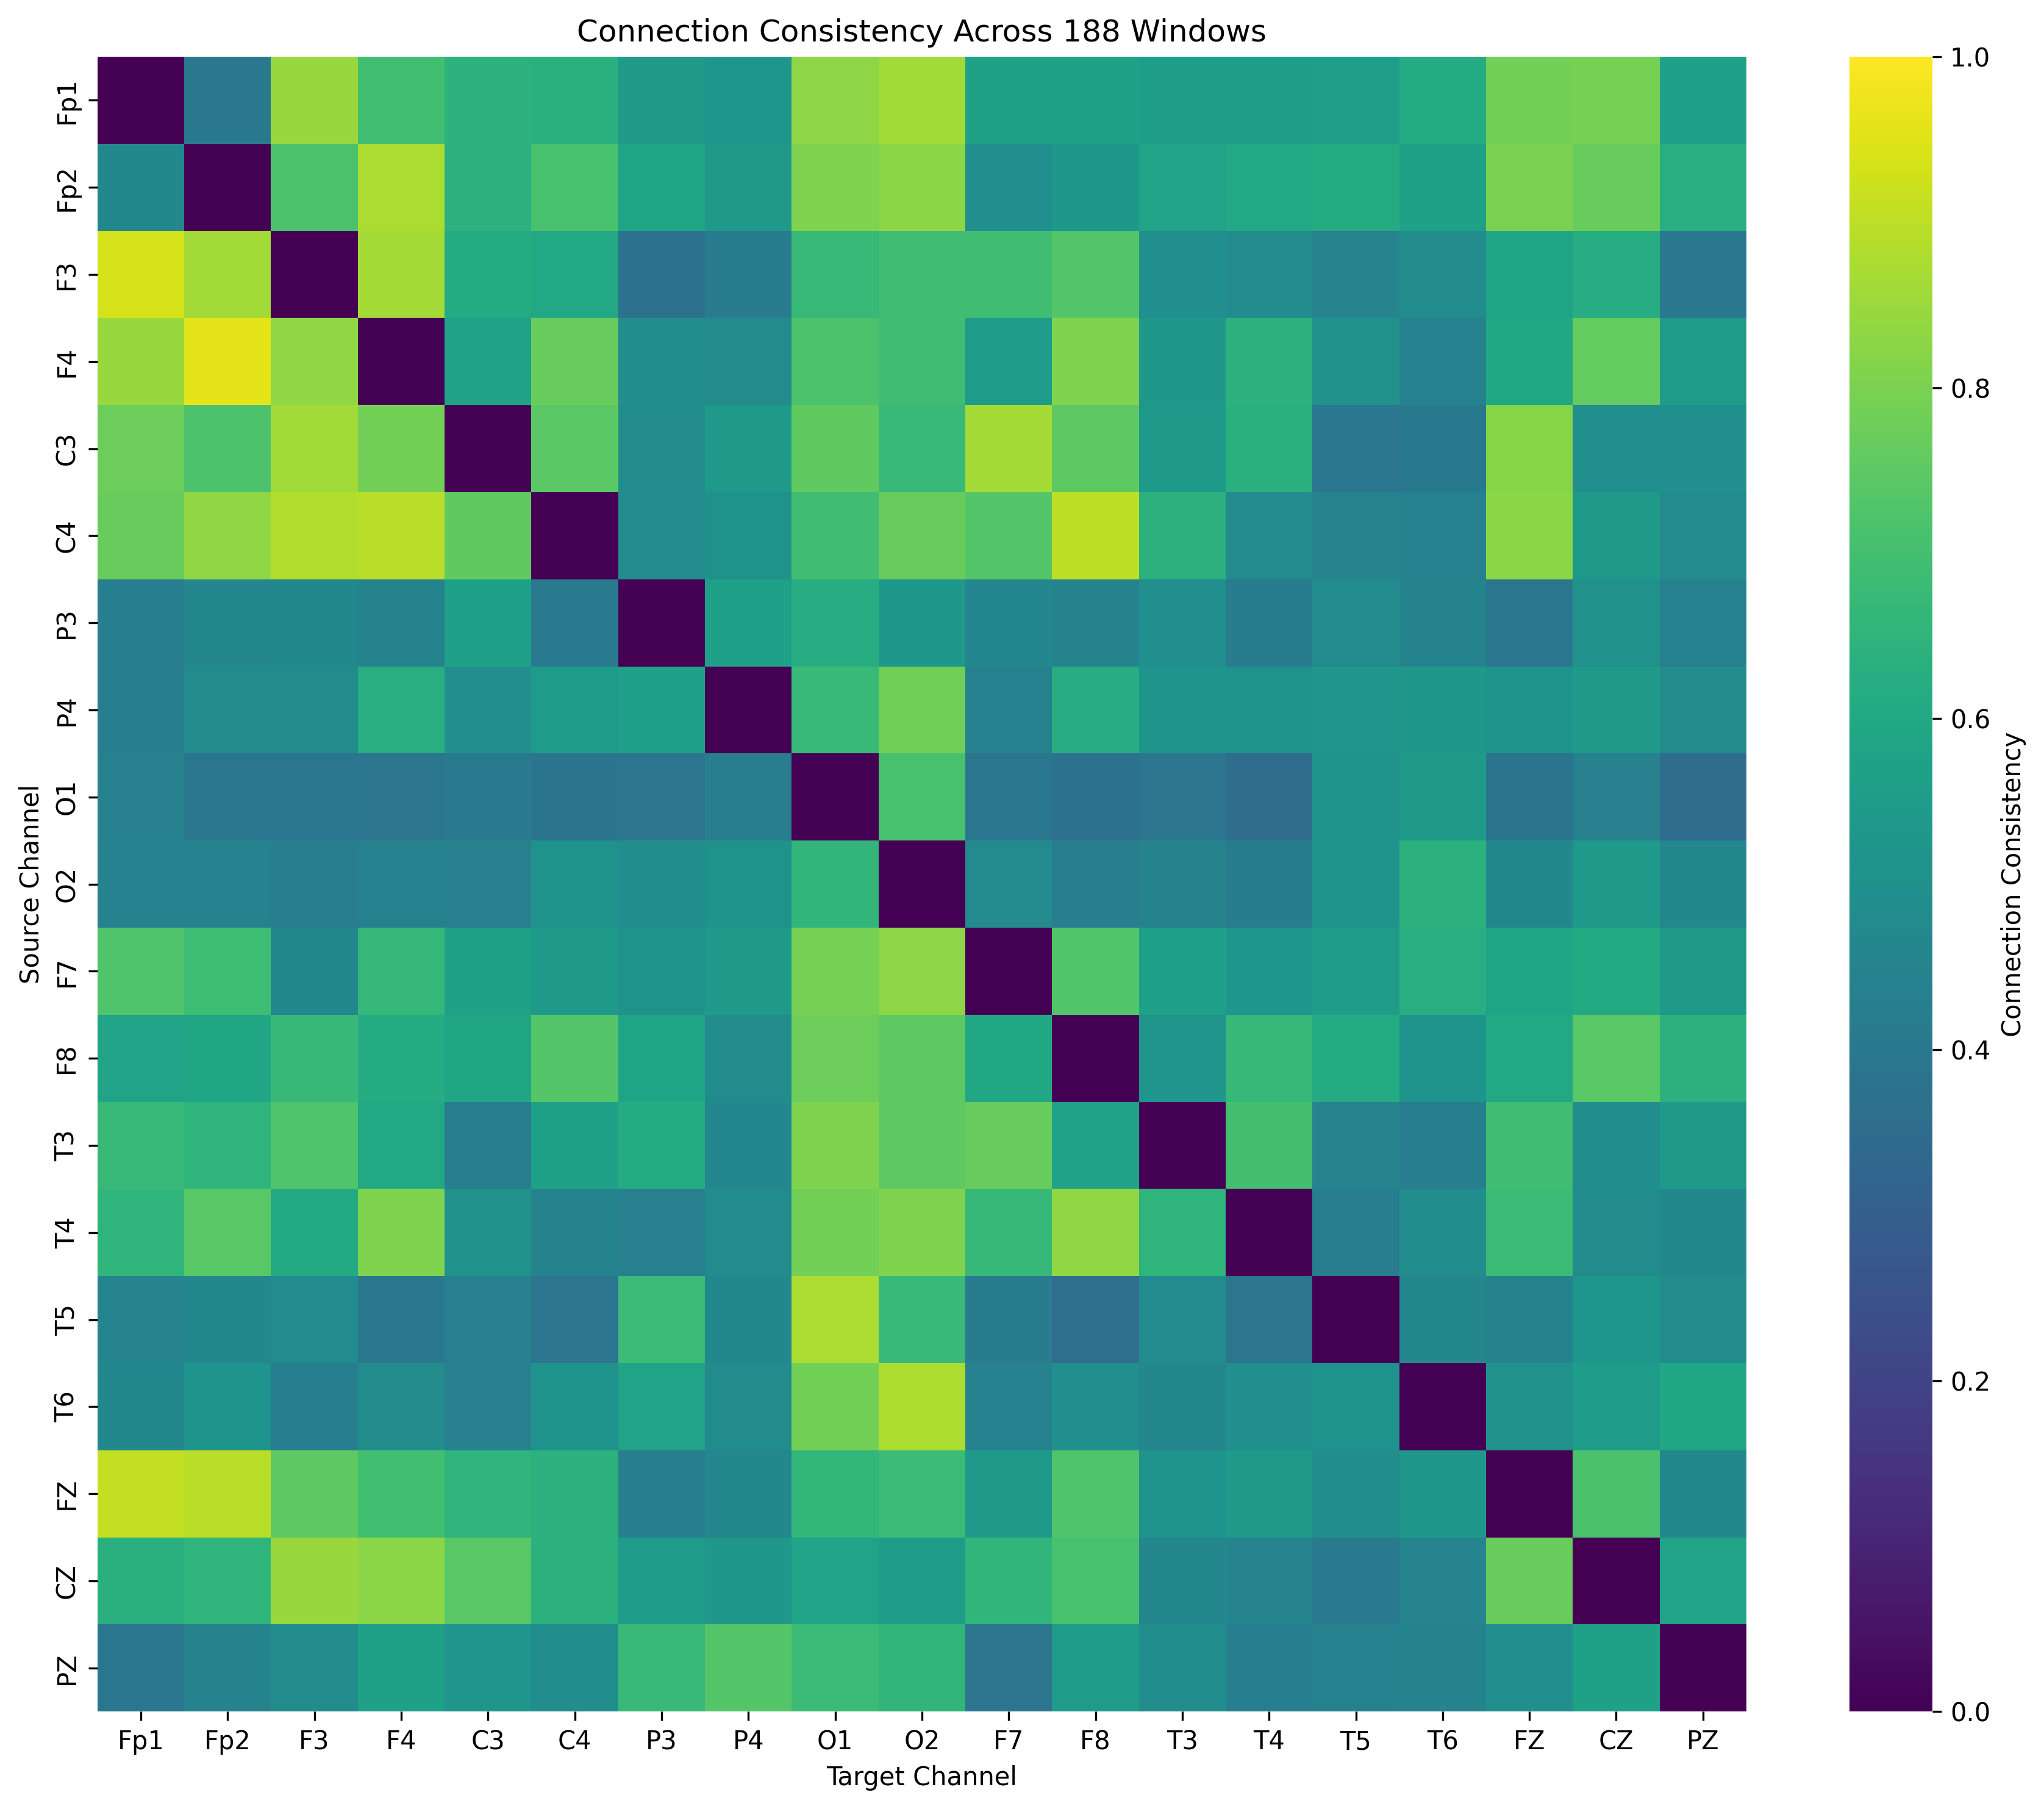 Connection Consistency Across 188 Windows
Source Channel
Fp1
Fp2
F3
F4
C3
C4
P3
P4
O1
O2
F7
F8
T3
T4
T5
T6
FZ
CZ
PZ
Fp1 Fp2 F3 F4 C3 C4 P3 P4 O1 O2 F7 F8 T3 T4 T5 T6 FZ CZ PZ
Target Channel
1.0
0.8
0.6
0.4
0.2
0.0
Connection Consistency